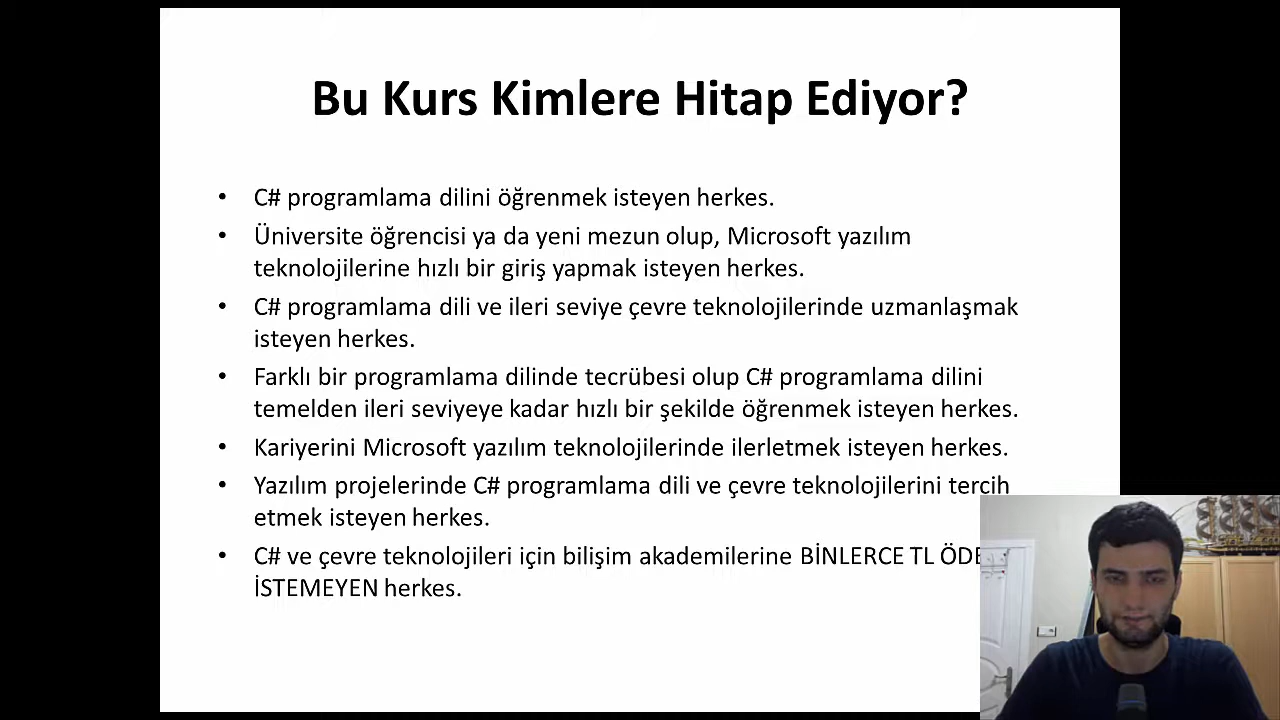 Bu Kurs Kimlere Hitap Ediyor?
• C# programlama dilini öğrenmek isteyen herkes.
• Üniversite öğrencisi ya da yeni mezun olup, Microsoft yazılım
teknolojilerine hızlı bir giriş yapmak isteyen herkes.
• C# programlama dili ve ileri seviye çevre teknolojilerinde uzmanlaşmak
isteyen herkes.
• Farklı bir programlama dilinde tecrübesi olup C# programlama dilini
temelden ileri seviyeye kadar hızlı bir şekilde öğrenmek isteyen herkes.
• Kariyerini Microsoft yazılım teknolojilerinde ilerletmek isteyen herkes.
• Yazılım projelerinde C# programlama dili ve çevre teknolojilerini tercih
etmek isteyen herkes.
• C# ve çevre teknolojileri için bilişim akademilerine BİNLERCE TL
İSTEMEYEN herkes.